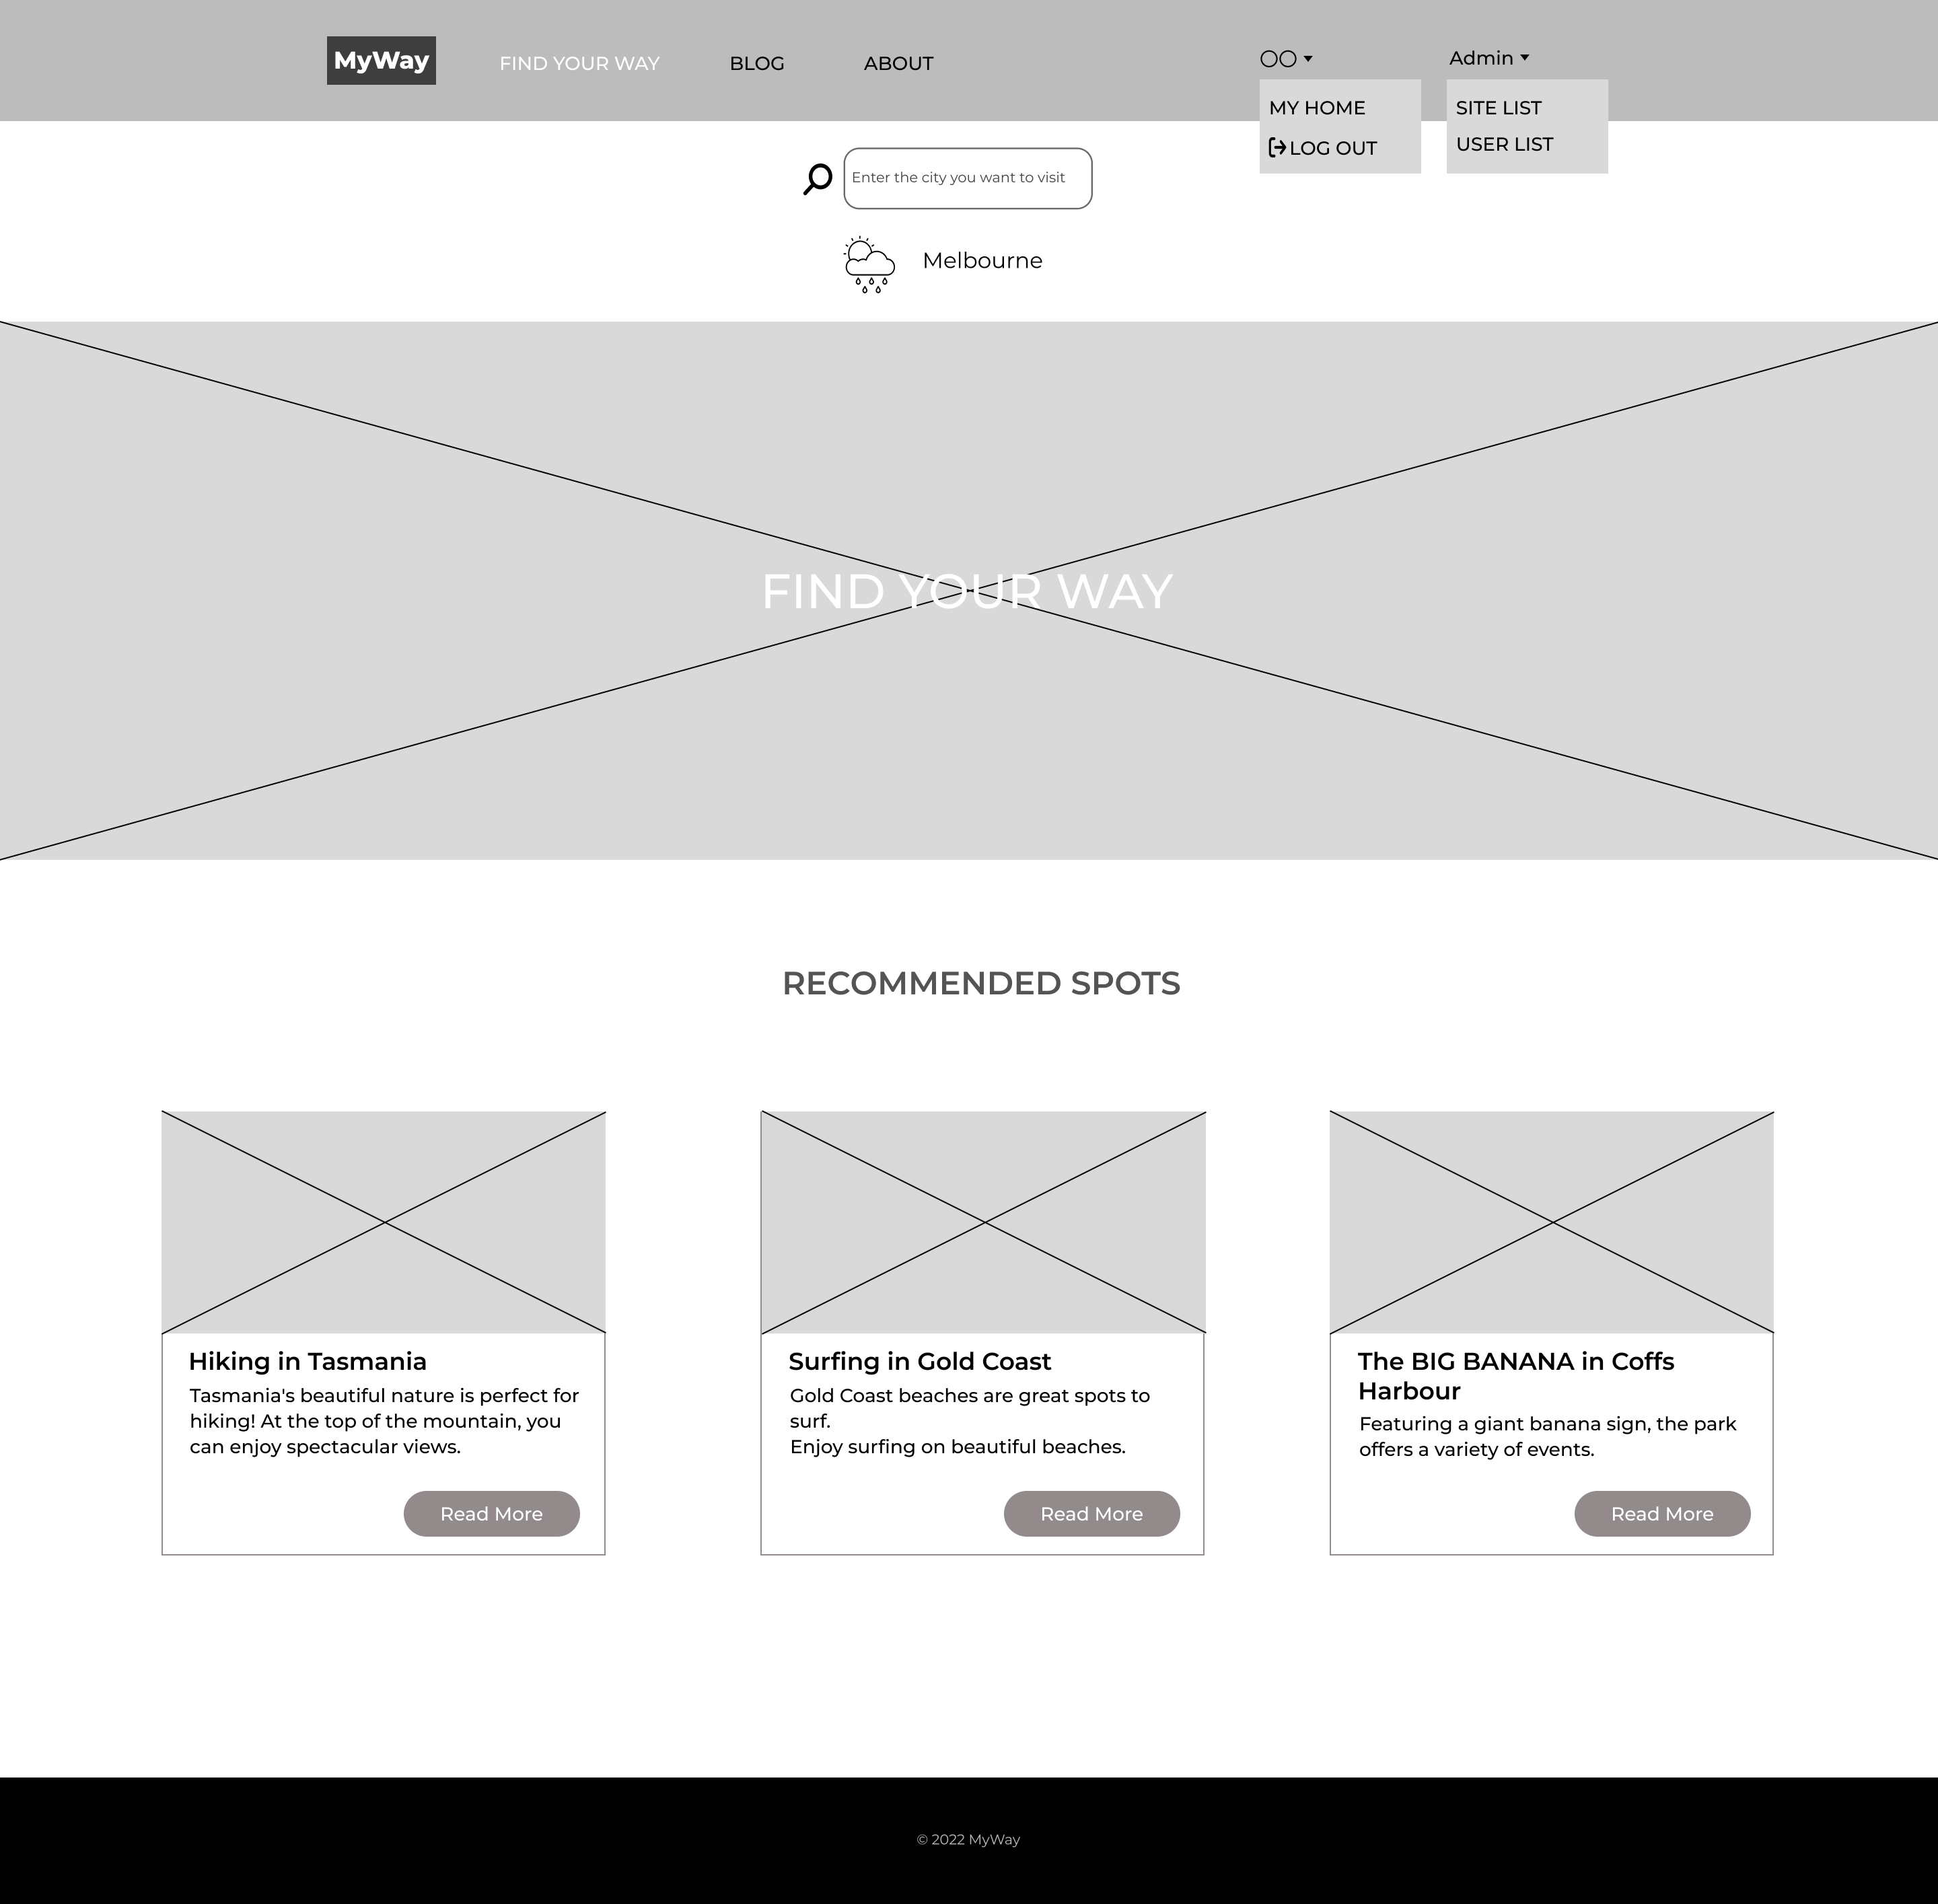 MyWay
FIND YOUR WAY
BLOG
ABOUT
○○
Admin
MY HOME
LOG OUT
SITE LIST
USER LIST
Enter the city you want to visit
Melbourne
FIND YOUR WAY
RECOMMENDED SPOTS
Hiking in Tasmania
Tasmania's beautiful nature is perfect for
hiking! At the top of the mountain, you
can enjoy spectacular views.
Read More
Surfing in Gold Coast
Gold Coast beaches are great spots to
surf.
Enjoy surfing on beautiful beaches.
Read More
The BIG BANANA in Coffs
Harbour
Featuring a giant banana sign, the park
offers a variety of events.
Read More
© 2022 MyWay